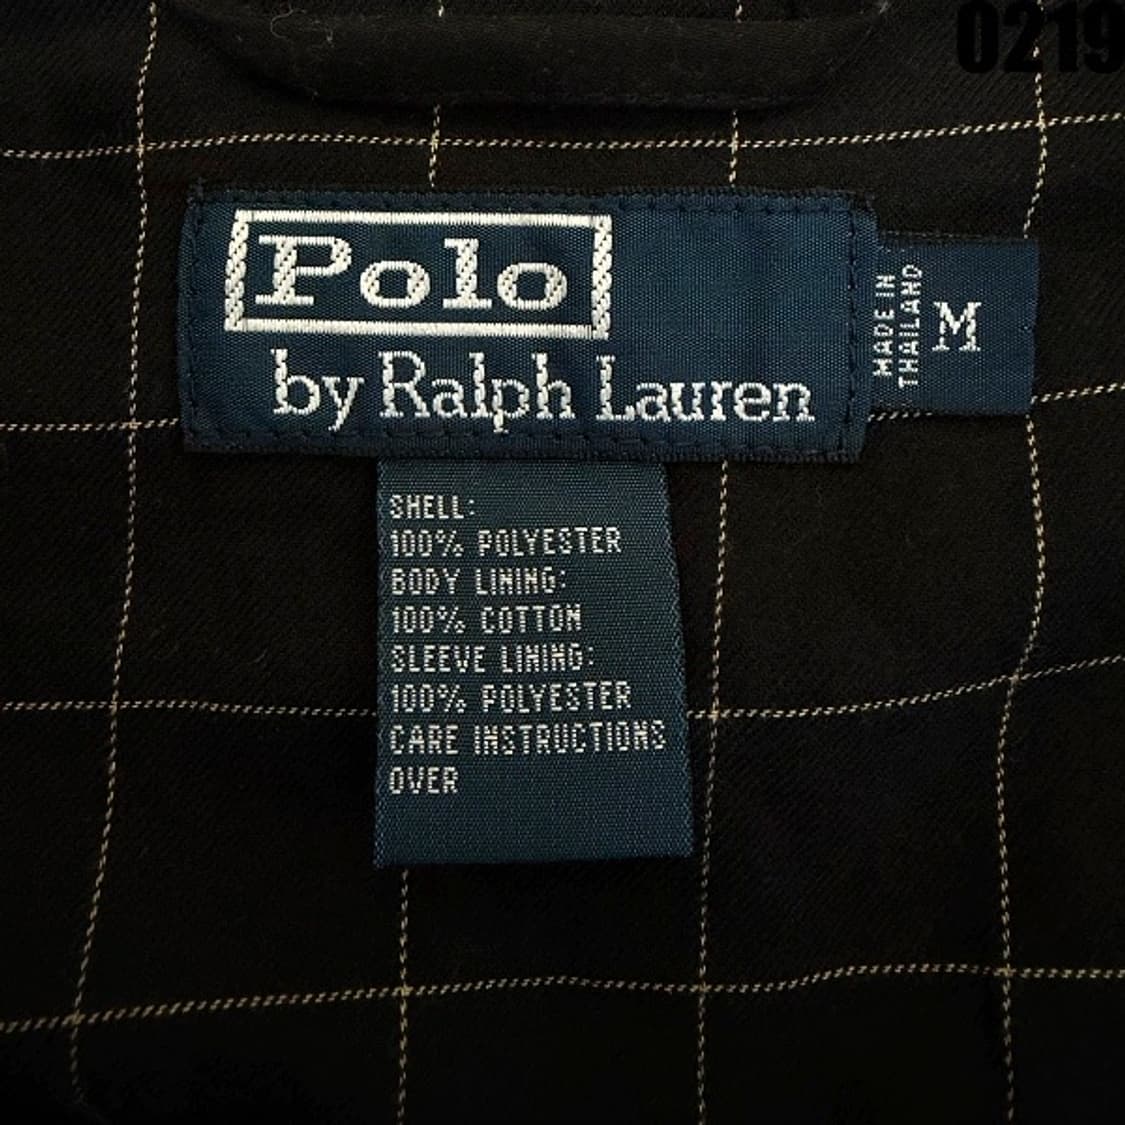 0219
Polo
by Ralph Lauren
MADE IN
THAILAND
M
SHELL:
100% POLYESTER
BODY LINING:
100% COTTON
SLEEVE LINING:
100% POLYESTER
CARE INSTRUCTIONS
OVER